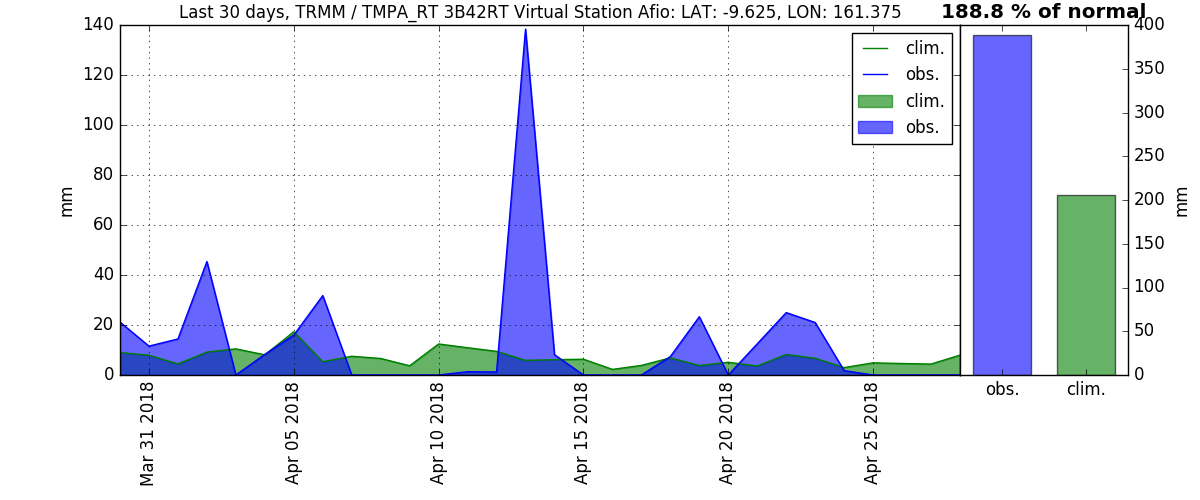 Last 30 days, TRMM / TMPA_RT 3B42RT Virtual Station Afio: LAT: -9.625, LON: 161.375
188.8 % of normal
140
120
100
80
60
40
20
0
mm
clim.
obs.
clim.
obs.
Mar 31 2018
Apr 05 2018
Apr 10 2018
Apr 15 2018
Apr 20 2018
Apr 25 2018
400
350
300
250
200
150
100
50
0
mm
obs.
clim.